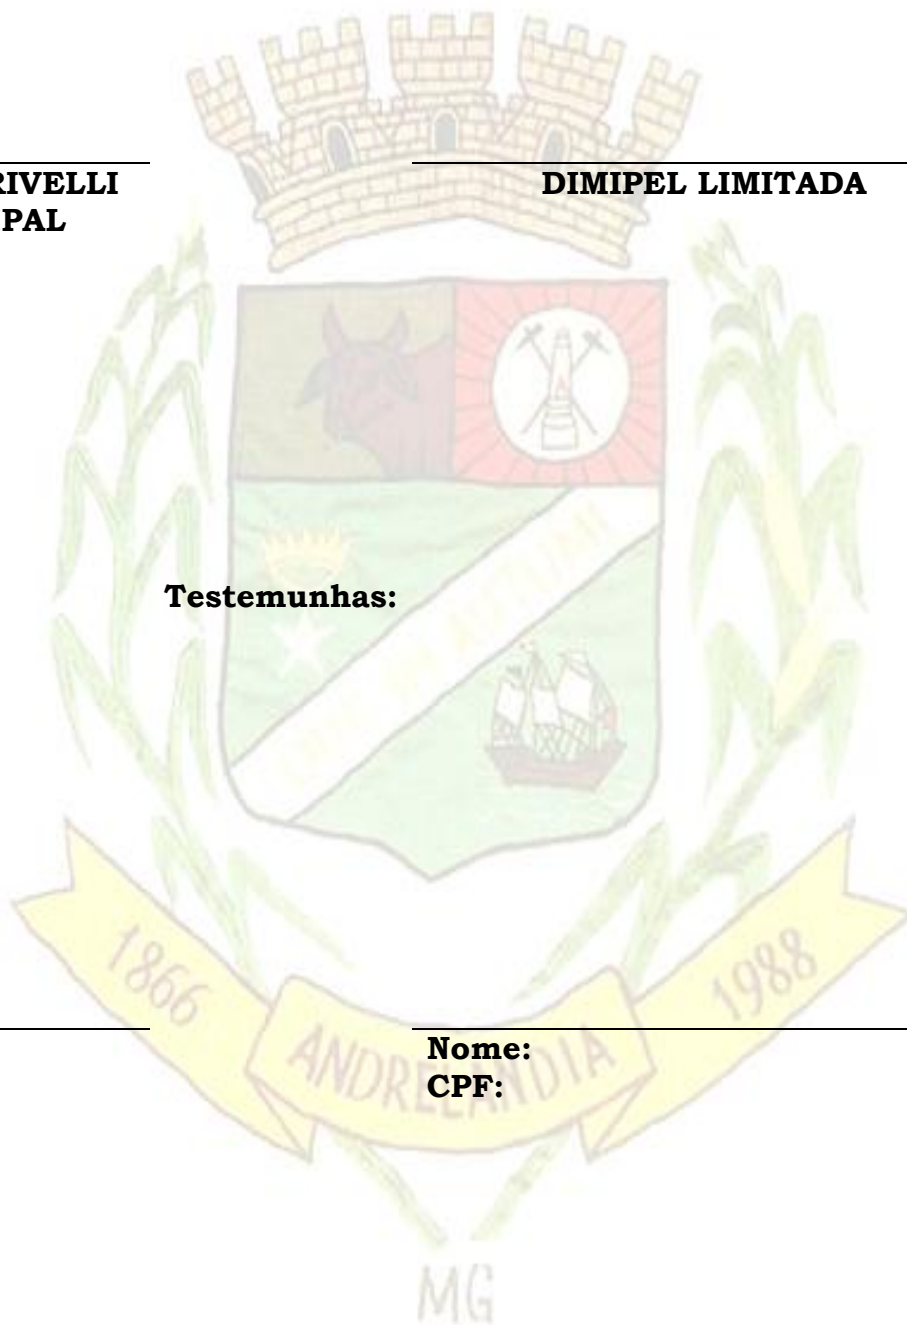 RIVELLI
DIMIPEL LIMITADA
PAL
Testemunhas:
1866
1988
ANDRELANDIA
Nome:
CPF:
MG